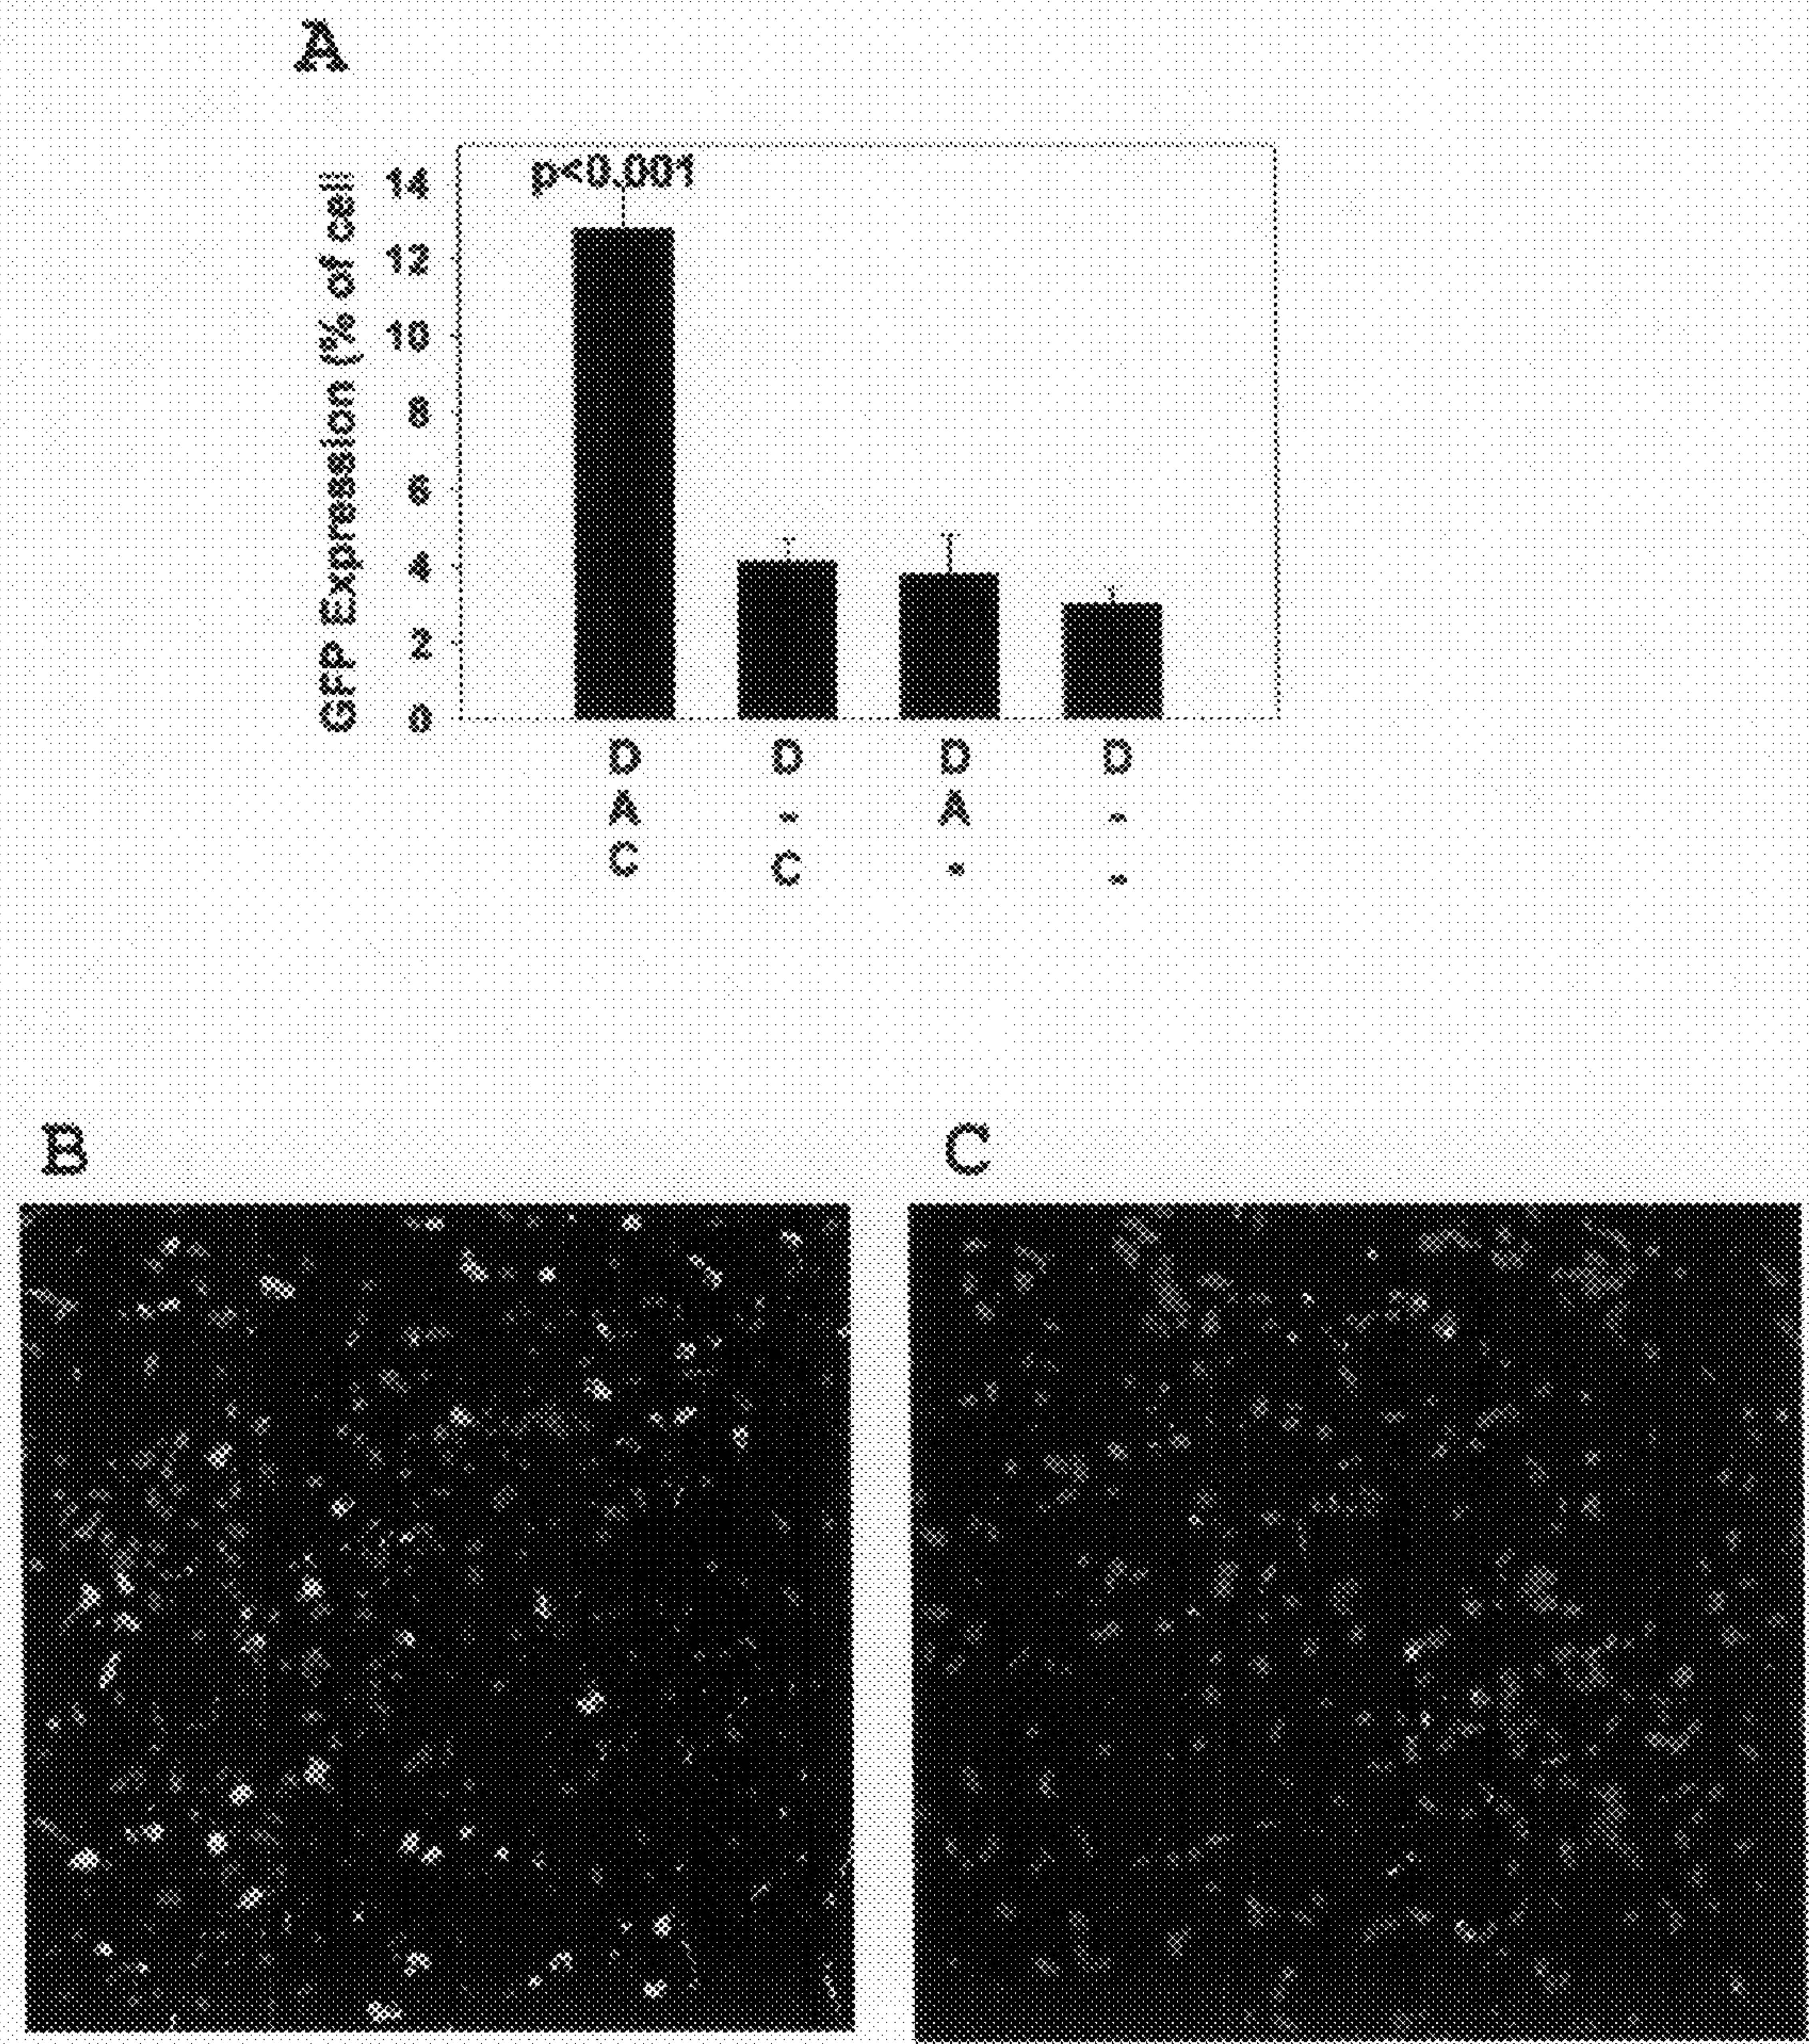 A
p<0.001
GFP Expression (% of cell
14
12
10
8
6
4
2
0
D D D D
A - A -
C C - -
B C